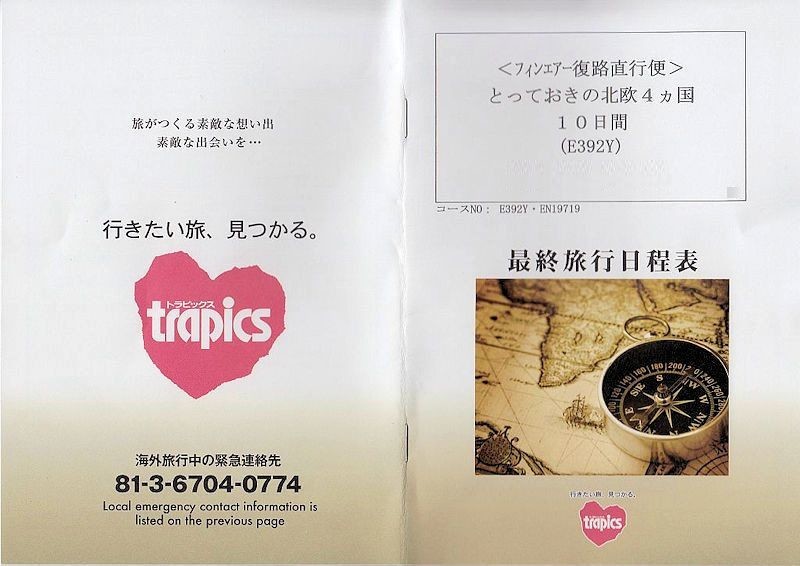 旅がつくる素敵な想い出
素敵な出会いを…
行きたい旅、見つかる。
トラピックス
trapics
海外旅行中の緊急連絡先
81-3-6704-0774
Local emergency contact information is
listed on the previous page
＜フィンエアー復路直行便＞
とっておきの北欧４ヵ国
１０日間
(E392Y)
コースNO： E392Y・EN19719
最終旅行日程表
120 140 160 180 200
E S W N
行きたい旅、見つかる。
trapics